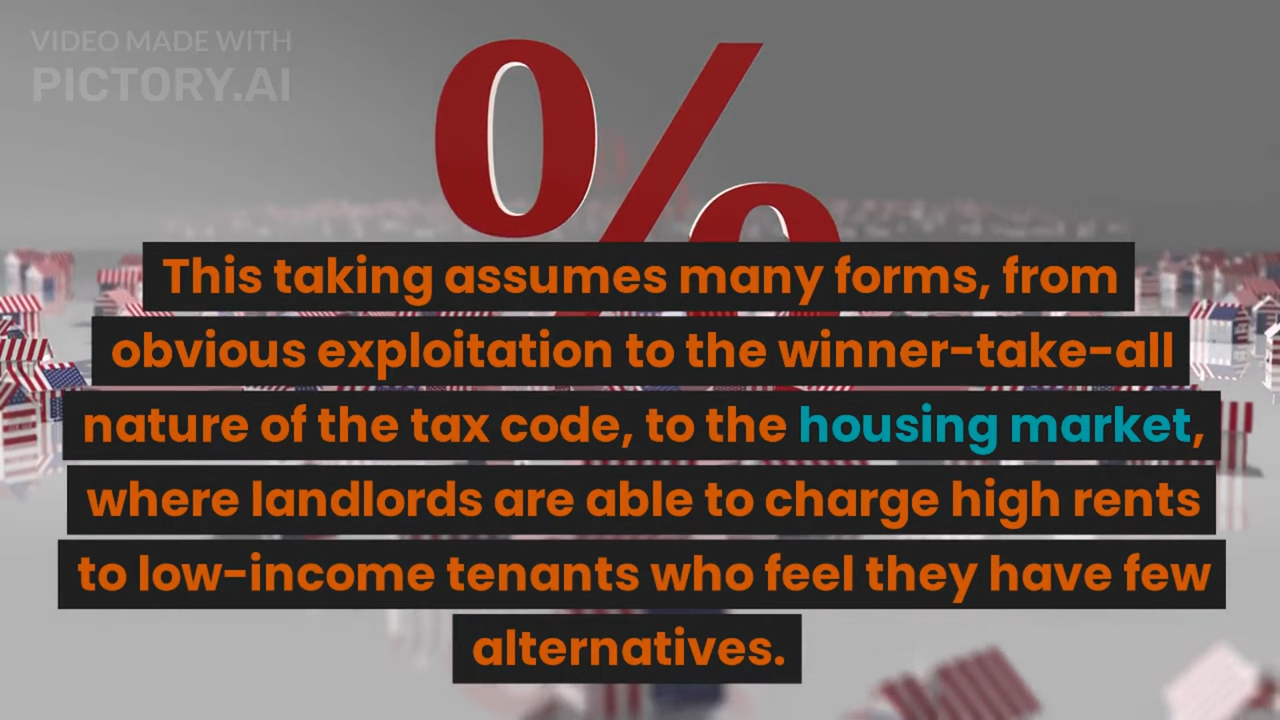 VIDEO MADE WITH
PICTORY.AI
%
This taking assumes many forms, from
obvious exploitation to the winner-take-all
nature of the tax code, to the housing market,
where landlords are able to charge high rents
to low-income tenants who feel they have few
alternatives.